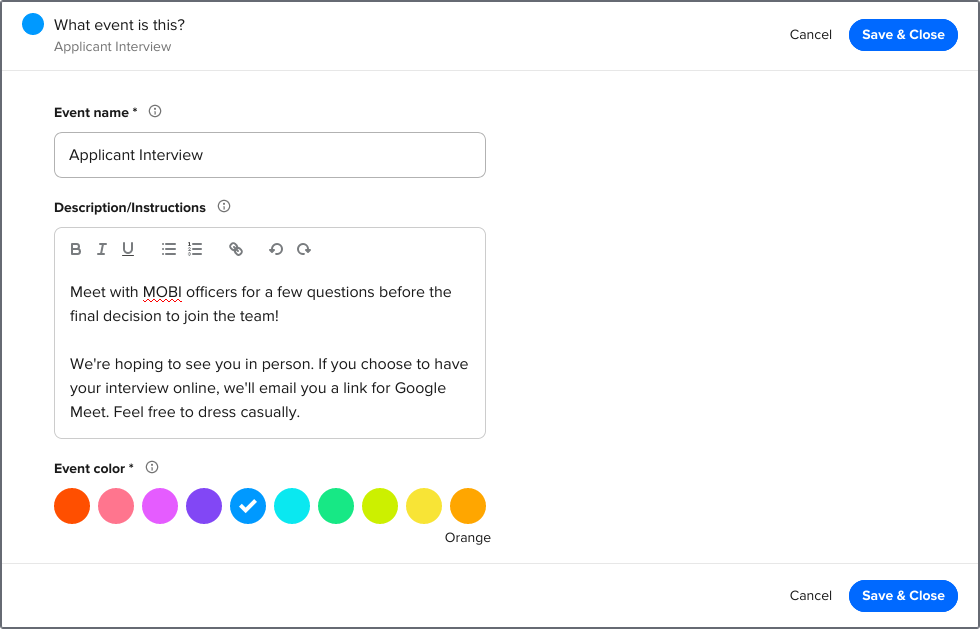 What event is this?
Applicant Interview
Cancel
Save & Close
Event name *
Applicant Interview
Description/Instructions
B I U
Meet with MOBI officers for a few questions before the
final decision to join the team!
We're hoping to see you in person. If you choose to have
your interview online, we'll email you a link for Google
Meet. Feel free to dress casually.
Event color *
Orange
Cancel
Save & Close